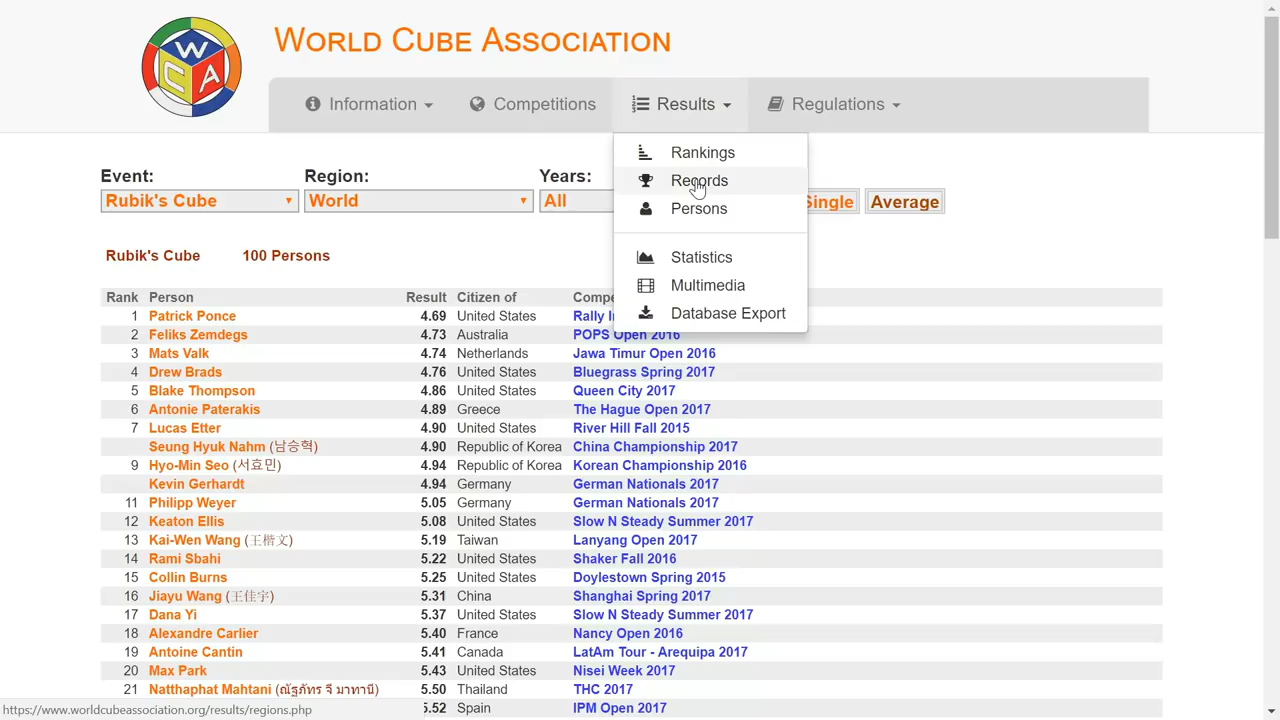 W C A
WORLD CUBE ASSOCIATION
Information Competitions Results Regulations
Rankings
Records
Persons
Statistics
Multimedia
Database Export
Event: Region: Years:
Rubik's Cube World All Single Average
Rubik's Cube 100 Persons
Rank Person Result Citizen of Compe
1 Patrick Ponce 4.69 United States Rally In
2 Feliks Zemdegs 4.73 Australia POPS Open 2016
3 Mats Valk 4.74 Netherlands Jawa Timur Open 2016
4 Drew Brads 4.76 United States Bluegrass Spring 2017
5 Blake Thompson 4.86 United States Queen City 2017
6 Antonie Paterakis 4.89 Greece The Hague Open 2017
7 Lucas Etter 4.90 United States River Hill Fall 2015
Seung Hyuk Nahm (남승혁) 4.90 Republic of Korea China Championship 2017
9 Hyo-Min Seo (서효민) 4.94 Republic of Korea Korean Championship 2016
Kevin Gerhardt 4.94 Germany German Nationals 2017
11 Philipp Weyer 5.05 Germany German Nationals 2017
12 Keaton Ellis 5.08 United States Slow N Steady Summer 2017
13 Kai-Wen Wang (王楷文) 5.19 Taiwan Lanyang Open 2017
14 Rami Sbahi 5.22 United States Shaker Fall 2016
15 Collin Burns 5.25 United States Doylestown Spring 2015
16 Jiayu Wang (王佳宇) 5.31 China Shanghai Spring 2017
17 Dana Yi 5.37 United States Slow N Steady Summer 2017
18 Alexandre Carlier 5.40 France Nancy Open 2016
19 Antoine Cantin 5.41 Canada LatAm Tour - Arequipa 2017
20 Max Park 5.43 United States Nisei Week 2017
21 Natthaphat Mahtani (ณัฐภัทร จี มาทานี) 5.50 Thailand THC 2017
5.52 Spain IPM Open 2017
https://www.worldcubeassociation.org/results/regions.php